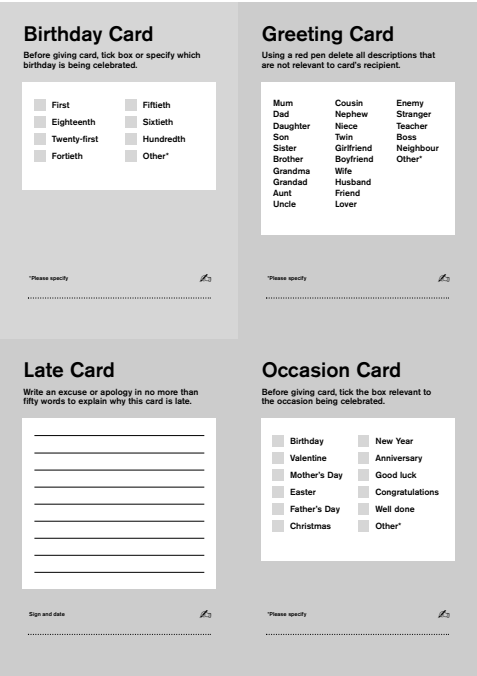 Birthday Card
Before giving card, tick box or specify which
birthday is being celebrated.
First
Eighteenth
Twenty-first
Fortieth
Fiftieth
Sixtieth
Hundredth
Other*
*Please specify
Greeting Card
Using a red pen delete all descriptions that
are not relevant to card's recipient.
Mum
Dad
Daughter
Son
Sister
Brother
Grandma
Grandad
Aunt
Uncle
Cousin
Nephew
Niece
Twin
Girlfriend
Boyfriend
Wife
Husband
Friend
Lover
Enemy
Stranger
Teacher
Boss
Neighbour
Other*
*Please specify
Late Card
Write an excuse or apology in no more than
fifty words to explain why this card is late.
Sign and date
Occasion Card
Before giving card, tick the box relevant to
the occasion being celebrated.
Birthday
Valentine
Mother's Day
Easter
Father's Day
Christmas
New Year
Anniversary
Good luck
Congratulations
Well done
Other*
*Please specify